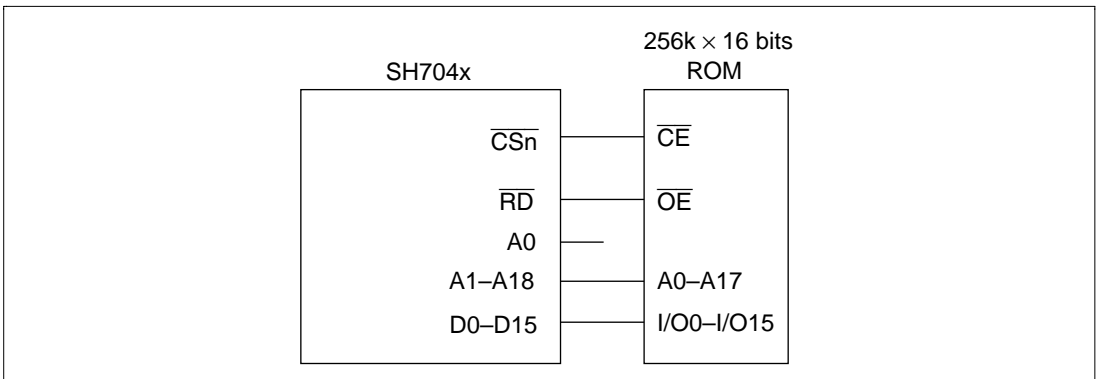 256k × 16 bits
SH704x ROM
CSn CE
RD OE
A0
A1–A18 A0–A17
D0–D15 I/O0–I/O15